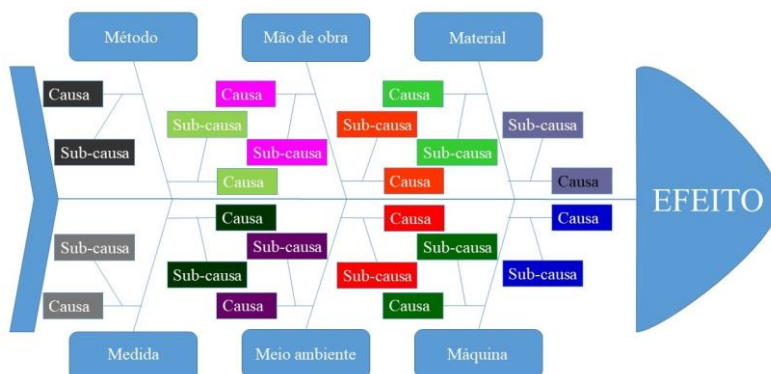 Método
Mão de obra
Material
Causa
Causa
Causa
Sub-causa
Sub-causa
Sub-causa
Sub-causa
Sub-causa
Sub-causa
Causa
Causa
Causa
EFEITO
Causa
Causa
Causa
Sub-causa
Sub-causa
Sub-causa
Sub-causa
Sub-causa
Sub-causa
Causa
Causa
Causa
Medida
Meio ambiente
Máquina